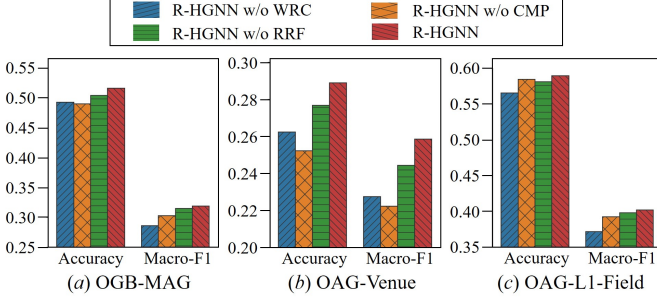 R-HGNN w/o WRC R-HGNN w/o CMP
R-HGNN w/o RRF R-HGNN
0.55 0.50 0.45 0.40 0.35 0.30 0.25
Accuracy Macro-F1
(a) OGB-MAG
0.30 0.28 0.26 0.24 0.22 0.20
Accuracy Macro-F1
(b) OAG-Venue
0.60 0.55 0.50 0.45 0.40 0.35
Accuracy Macro-F1
(c) OAG-L1-Field